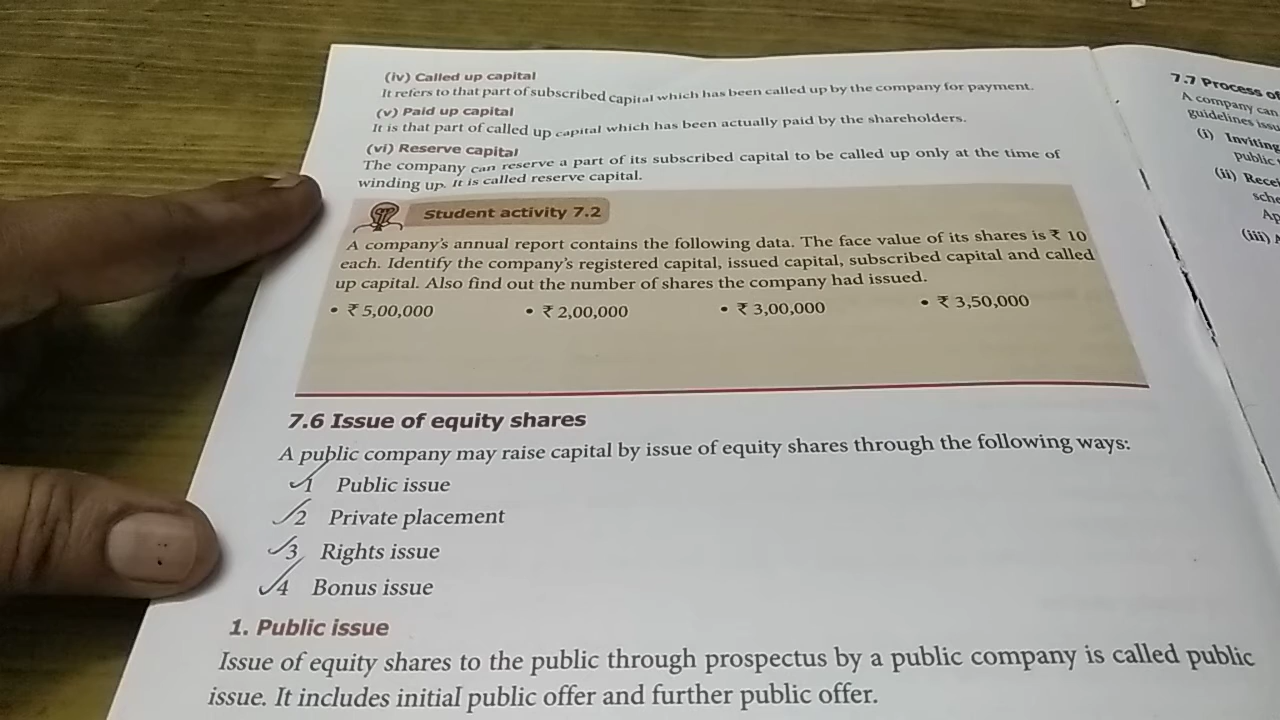 (iv) Called up capital
It refers to that part of subscribed capital which has been called up by the company for payment.
(v) Paid up capital
It is that part of called up capital which has been actually paid by the shareholders.
(vi) Reserve capital
The company can reserve a part of its subscribed capital to be called up only at the time of
winding up. It is called reserve capital.
Student activity 7.2
A company's annual report contains the following data. The face value of its shares is ₹ 10
each. Identify the company's registered capital, issued capital, subscribed capital and called
up capital. Also find out the number of shares the company had issued.
• ₹ 5,00,000 • ₹ 2,00,000 • ₹ 3,00,000 • ₹ 3,50,000
7.6 Issue of equity shares
A public company may raise capital by issue of equity shares through the following ways:
1 Public issue
2 Private placement
3 Rights issue
4 Bonus issue
1. Public issue
Issue of equity shares to the public through prospectus by a public company is called public
issue. It includes initial public offer and further public offer.
7.7 Process of
A company can
guidelines issu
(i) Inviting
public
(ii) Recei
sche
Ap
(iii)